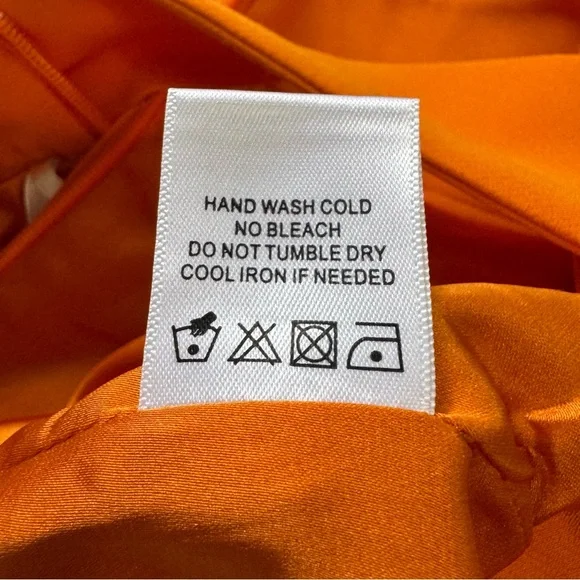 HAND WASH COLD
NO BLEACH
DO NOT TUMBLE DRY
COOL IRON IF NEEDED